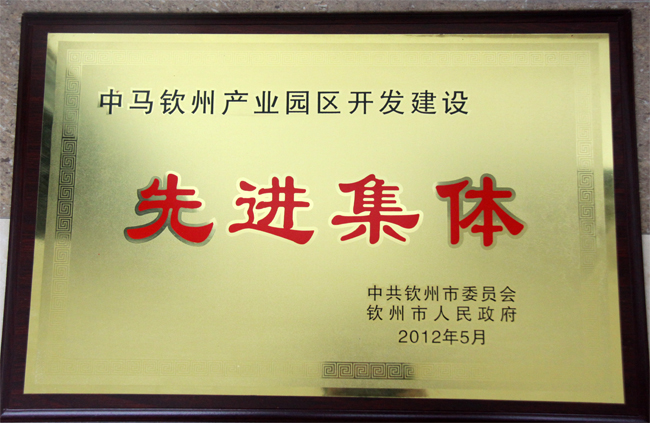 中马钦州产业园区开发建设
先进集体
中共钦州市委员会
钦州市人民政府
2012年5月